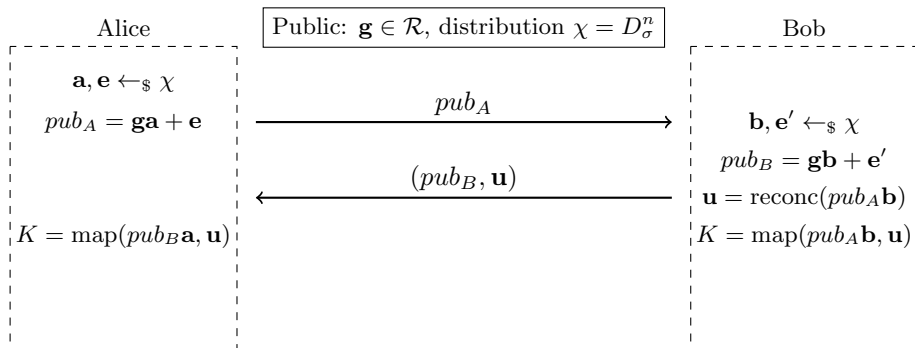 Alice
Public: g ∈ R, distribution χ = D_σ^n
Bob
a, e ←$ χ
pub_A = ga + e
pub_A
b, e′ ←$ χ
pub_B = gb + e′
(pub_B, u)
u = reconc(pub_A b)
K = map(pub_B a, u)
K = map(pub_A b, u)